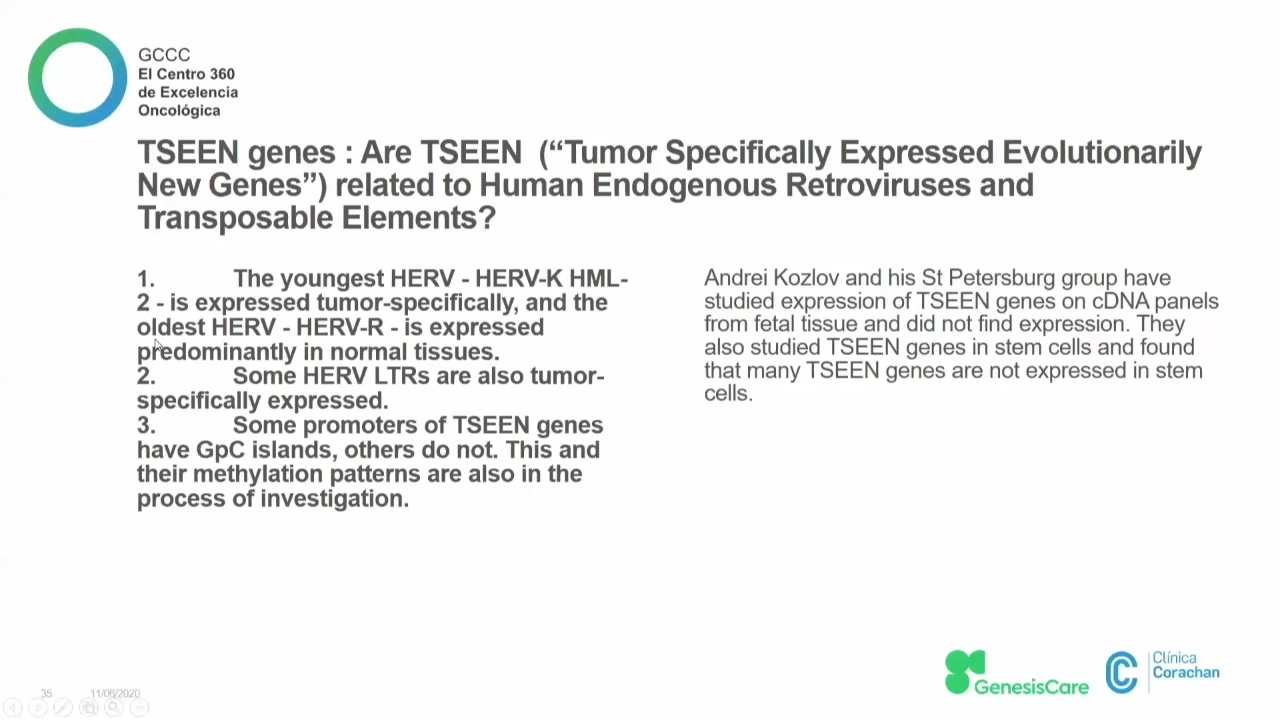 GCCC
El Centro 360
de Excelencia
Oncológica
TSEEN genes : Are TSEEN (“Tumor Specifically Expressed Evolutionarily
New Genes”) related to Human Endogenous Retroviruses and
Transposable Elements?
1. The youngest HERV - HERV-K HML-
2 - is expressed tumor-specifically, and the
oldest HERV - HERV-R - is expressed
predominantly in normal tissues.
2. Some HERV LTRs are also tumor-
specifically expressed.
3. Some promoters of TSEEN genes
have GpC islands, others do not. This and
their methylation patterns are also in the
process of investigation.
Andrei Kozlov and his St Petersburg group have
studied expression of TSEEN genes on cDNA panels
from fetal tissue and did not find expression. They
also studied TSEEN genes in stem cells and found
that many TSEEN genes are not expressed in stem
cells.
GenesisCare
Clínica
Corachan
35 11/06/2020